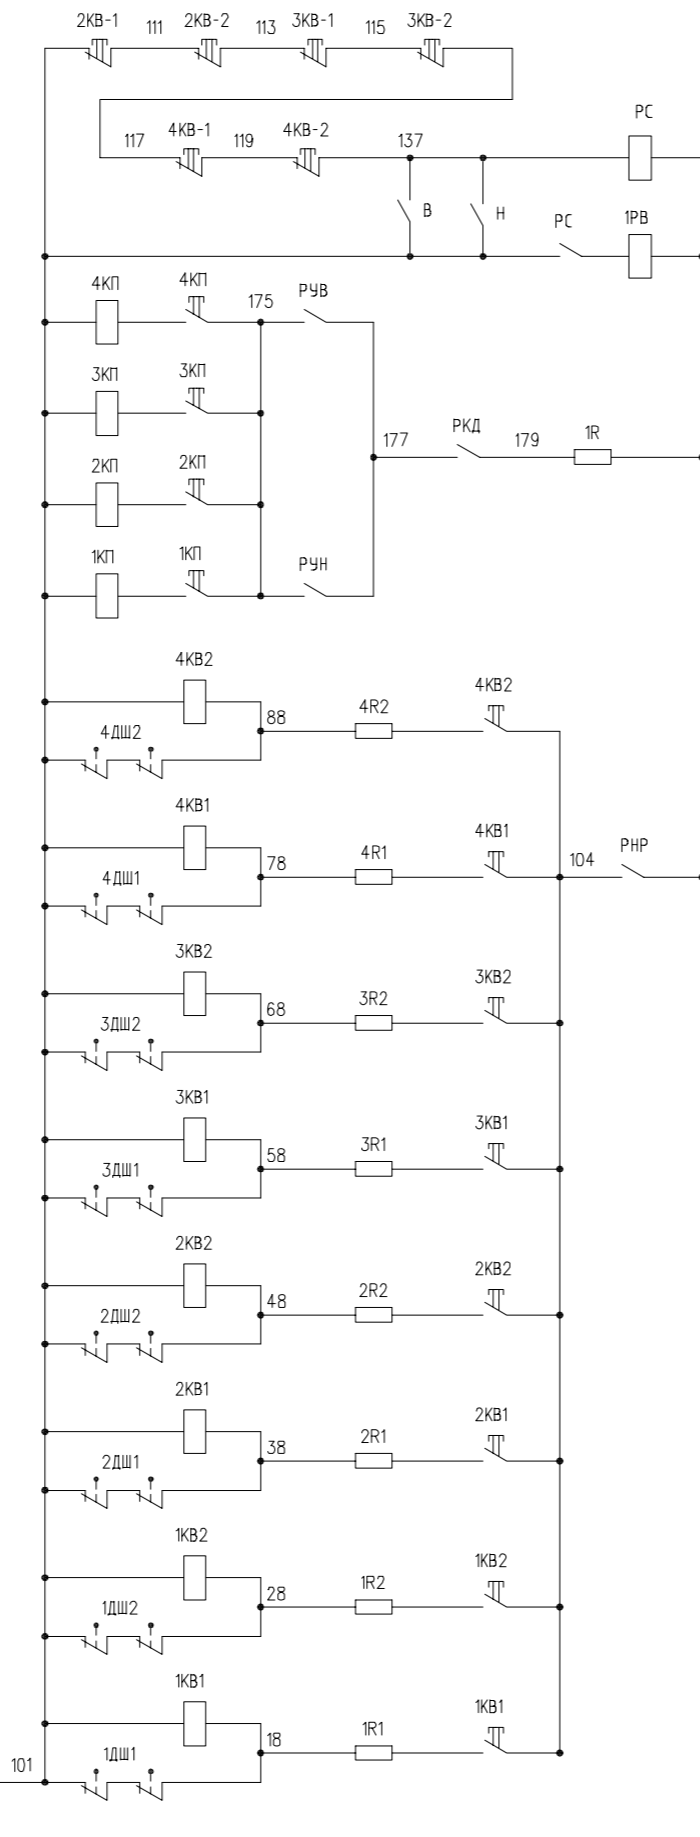 2КВ-1 111 2КВ-2 113 3КВ-1 115 3КВ-2
117 4КВ-1 119 4КВ-2 137 РС
В Н РС 1РВ
4КП 4КП 175 РУВ
3КП 3КП
177 РКД 179 1R
2КП 2КП
1КП 1КП РУН
4КВ2 88 4R2 4КВ2
4ДШ2
4КВ1 78 4R1 4КВ1 104 РНР
4ДШ1
3КВ2 68 3R2 3КВ2
3ДШ2
3КВ1 58 3R1 3КВ1
3ДШ1
2КВ2 48 2R2 2КВ2
2ДШ2
2КВ1 38 2R1 2КВ1
2ДШ1
1КВ2 28 1R2 1КВ2
1ДШ2
1КВ1 18 1R1 1КВ1
101 1ДШ1